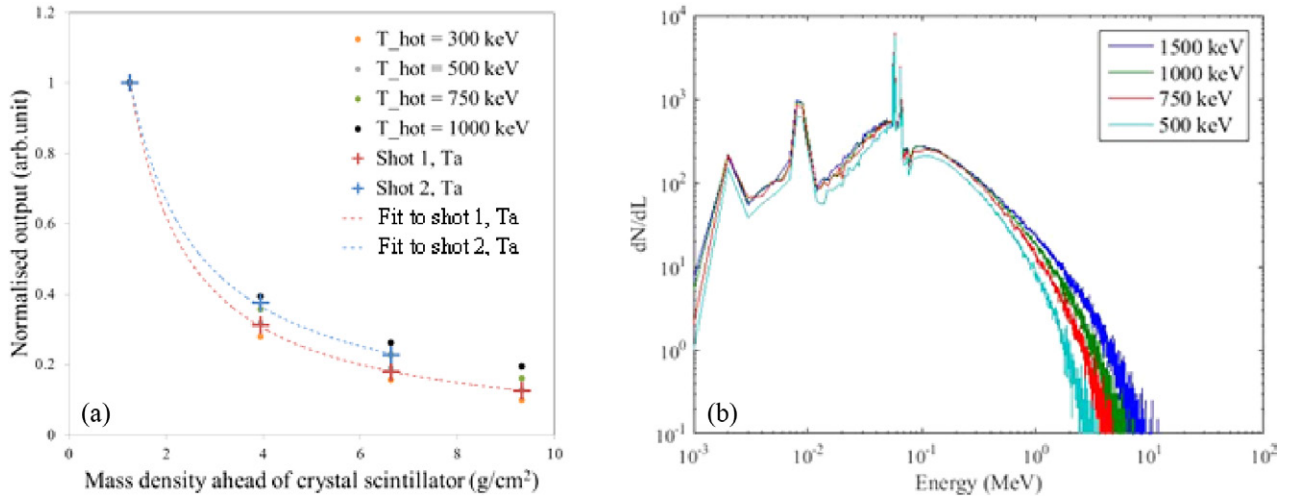 1.2
1
0.8
0.6
0.4
0.2
0
0
2
4
6
8
10
Normalised output (arb.unit)
Mass density ahead of crystal scintillator (g/cm²)
T_hot = 300 keV
T_hot = 500 keV
T_hot = 750 keV
T_hot = 1000 keV
Shot 1, Ta
Shot 2, Ta
Fit to shot 1, Ta
Fit to shot 2, Ta
(a)
10⁴
10³
10²
10¹
10⁰
10⁻¹
10⁻³
10⁻²
10⁻¹
10⁰
10¹
10²
dN/dL
Energy (MeV)
1500 keV
1000 keV
750 keV
500 keV
(b)